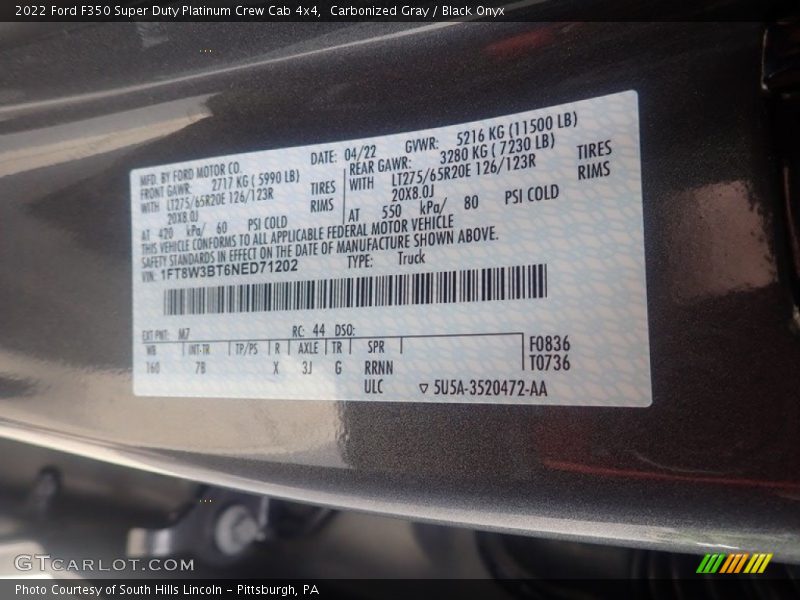 2022 Ford F350 Super Duty Platinum Crew Cab 4x4, Carbonized Gray / Black Onyx
MFD. BY FORD MOTOR CO. DATE: 04/22 GVWR: 5216 KG (11500 LB)
FRONT GAWR: 2717 KG ( 5990 LB) REAR GAWR: 3280 KG ( 7230 LB)
WITH LT275/65R20E 126/123R TIRES WITH LT275/65R20E 126/123R TIRES
20X8.0J RIMS 20X8.0J RIMS
AT 420 kPa/ 60 PSI COLD AT 550 kPa/ 80 PSI COLD
THIS VEHICLE CONFORMS TO ALL APPLICABLE FEDERAL MOTOR VEHICLE
SAFETY STANDARDS IN EFFECT ON THE DATE OF MANUFACTURE SHOWN ABOVE.
VIN: 1FT8W3BT6NED71202 TYPE: Truck
EXT PNT: M7 RC: 44 DSO:
WB INT-TR TP/PS R AXLE TR SPR F0836
160 7B X 3J G RRNN T0736
ULC ▽ 5U5A-3520472-AA
GTCARLOT.COM
Photo Courtesy of South Hills Lincoln - Pittsburgh, PA